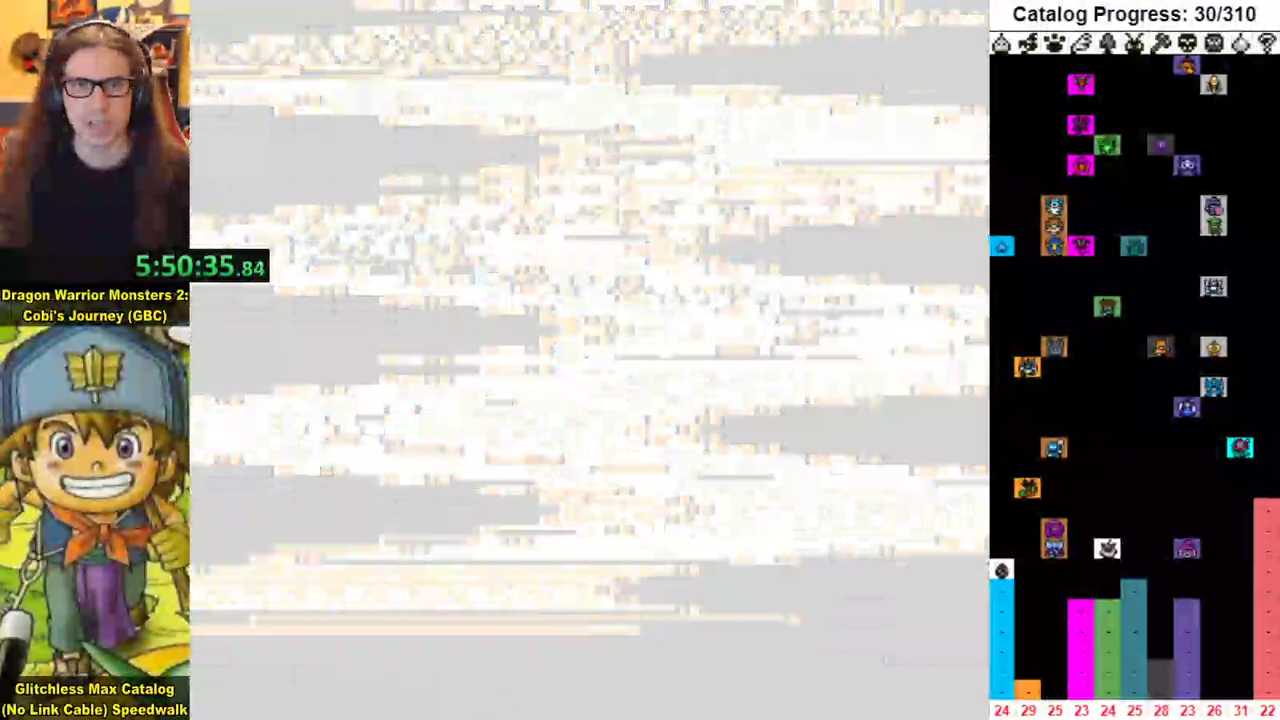 Catalog Progress: 30/310
5:50:35.84
Dragon Warrior Monsters 2:
Cobi's Journey (GBC)
Glitchless Max Catalog
(No Link Cable) Speedwalk
24 29 25 23 24 25 28 23 26 31 22